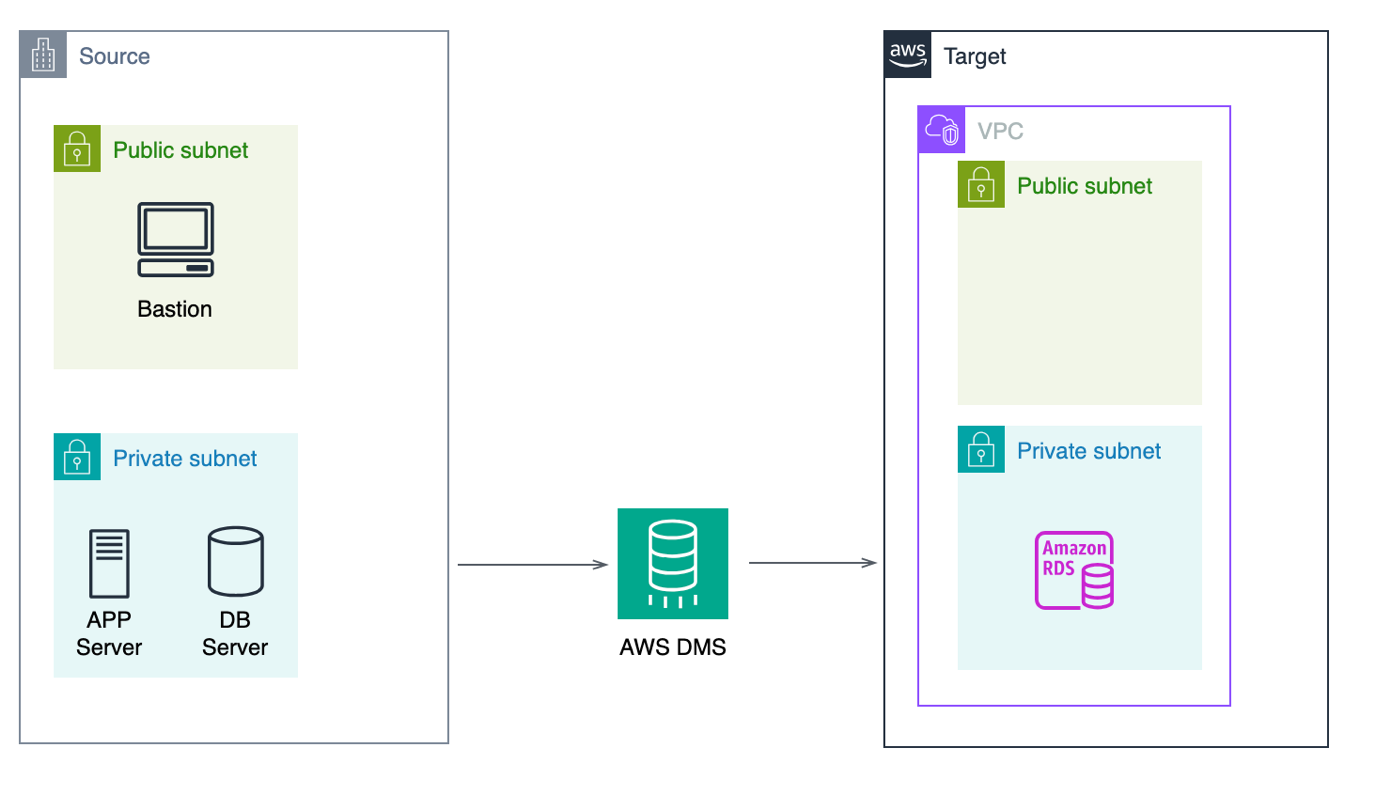 Source
Public subnet
Bastion
Private subnet
APP
Server
DB
Server
AWS DMS
aws
Target
VPC
Public subnet
Private subnet
Amazon
RDS